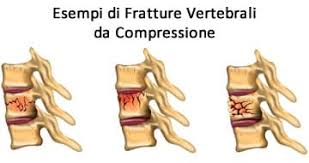 Esempi di Fratture Vertebrali
da Compressione